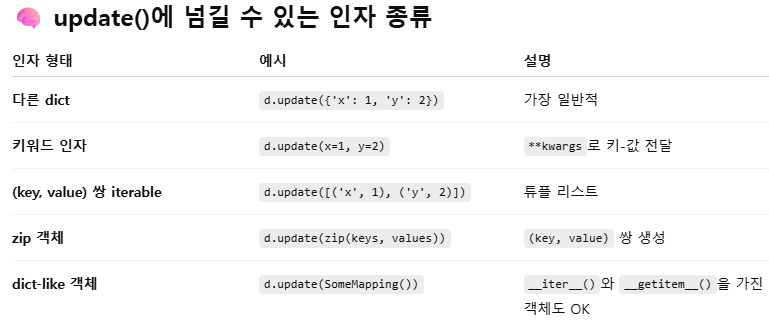 🧠 update()에 넘길 수 있는 인자 종류
인자 형태 예시 설명
다른 dict d.update({'x': 1, 'y': 2}) 가장 일반적
키워드 인자 d.update(x=1, y=2) **kwargs로 키-값 전달
(key, value) 쌍 iterable d.update([('x', 1), ('y', 2)]) 튜플 리스트
zip 객체 d.update(zip(keys, values)) (key, value) 쌍 생성
dict-like 객체 d.update(SomeMapping()) __iter__()와 __getitem__()을 가진
객체도 OK